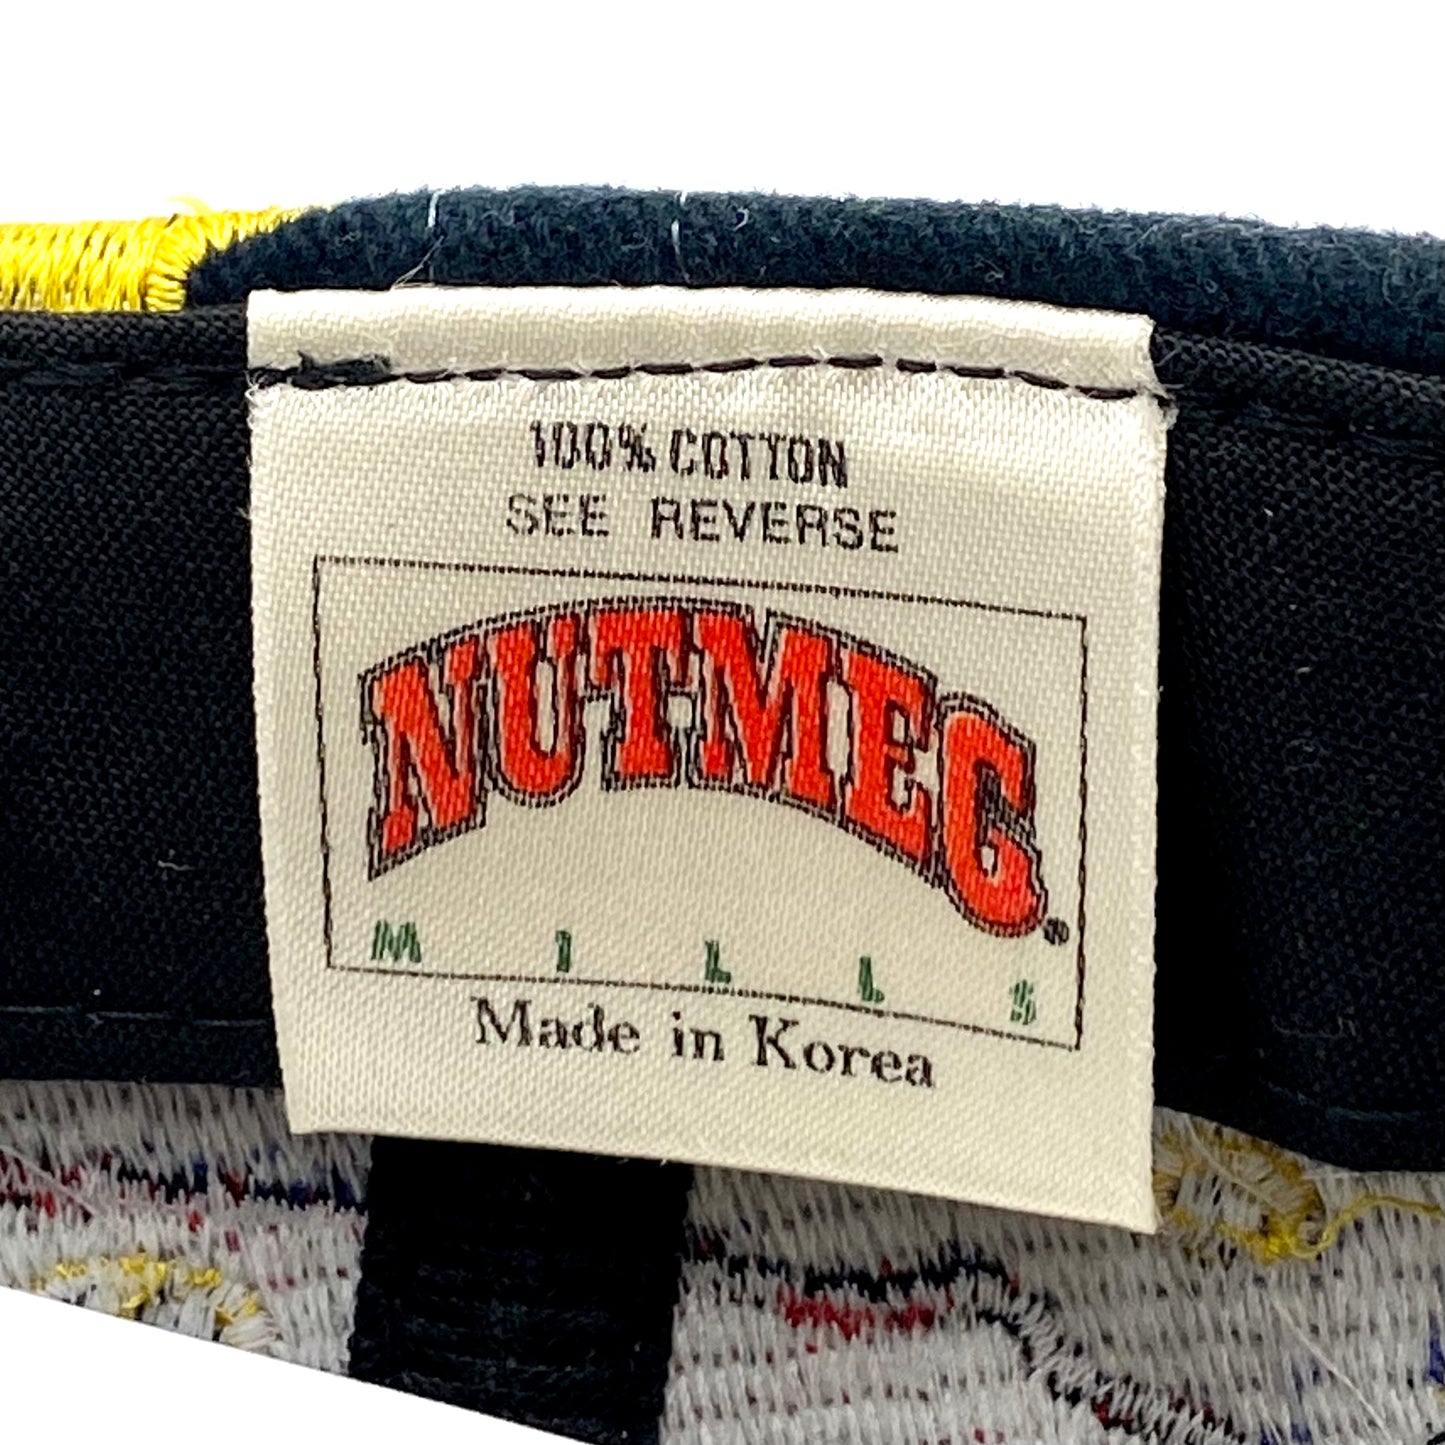 100% COTTON
SEE REVERSE
NUTMEG®
MILLS
Made in Korea